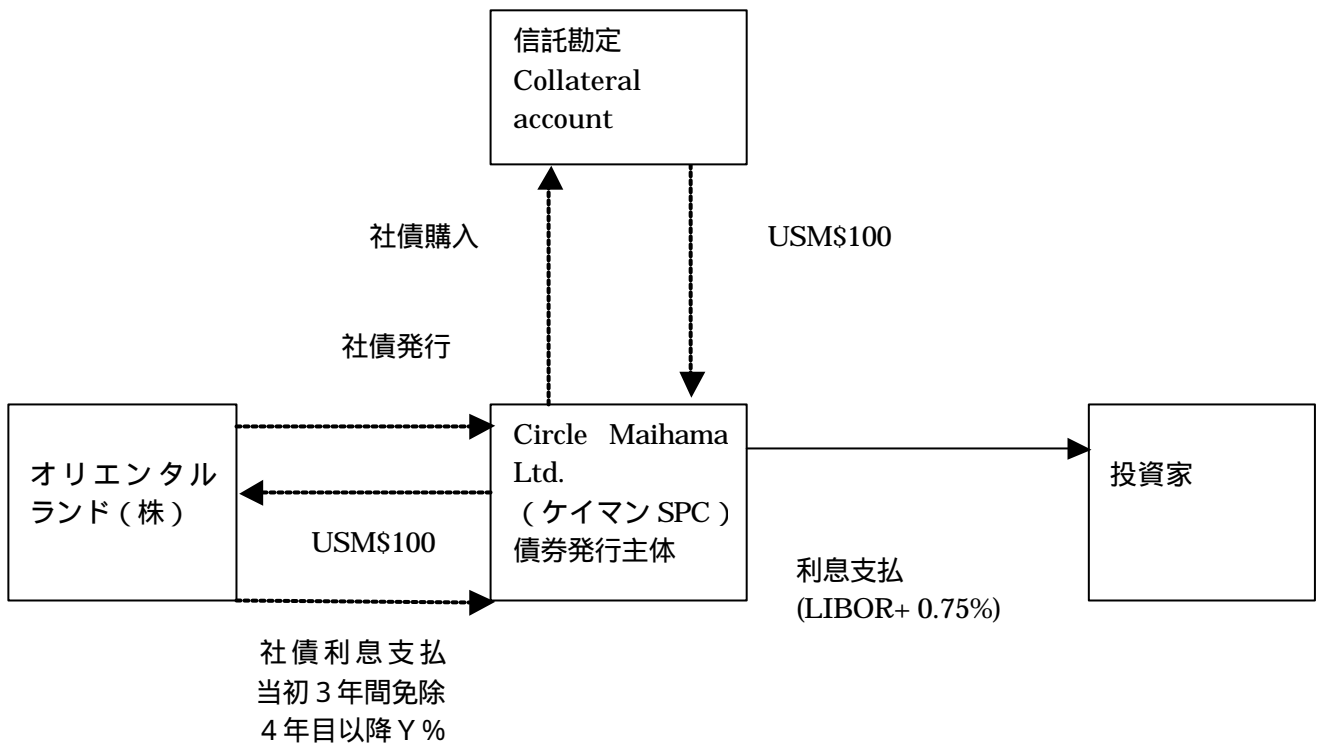 信託勘定
Collateral
account
社債購入
USM$100
社債発行
オリエンタル
ランド（株）
USM$100
Circle Maihama
Ltd.
（ケイマン SPC）
債券発行主体
投資家
利息支払
(LIBOR+ 0.75%)
社債利息支払
当初３年間免除
４年目以降Ｙ％